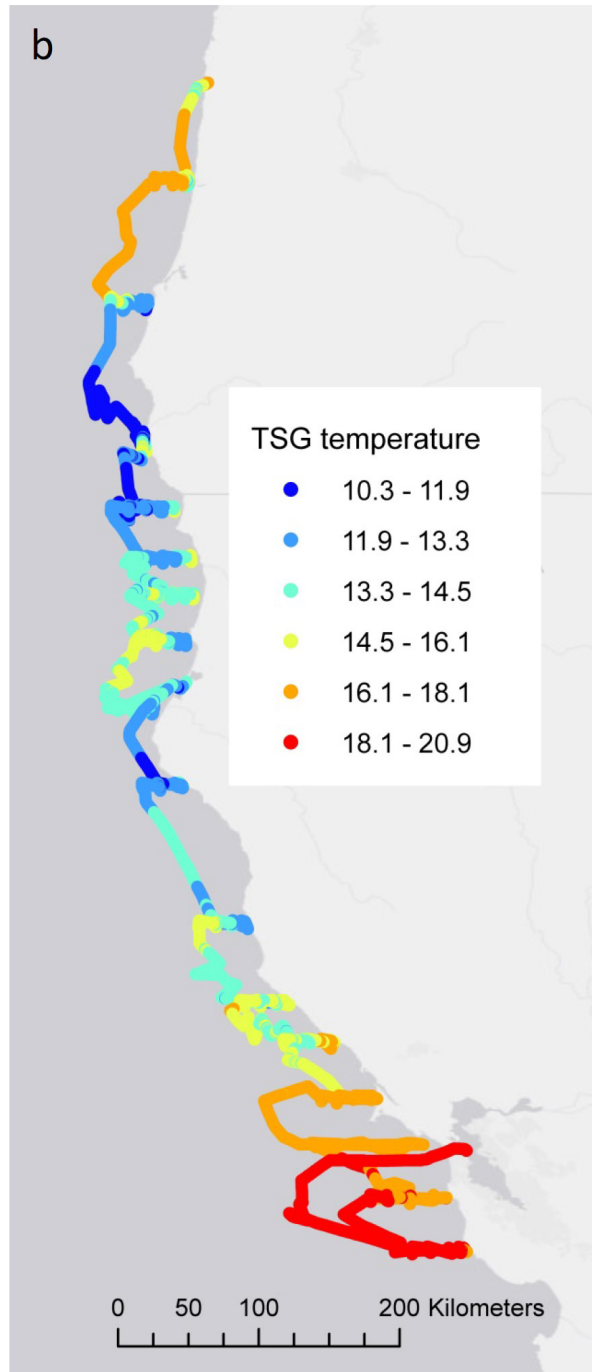 b
TSG temperature
10.3 - 11.9
11.9 - 13.3
13.3 - 14.5
14.5 - 16.1
16.1 - 18.1
18.1 - 20.9
0 50 100 200 Kilometers